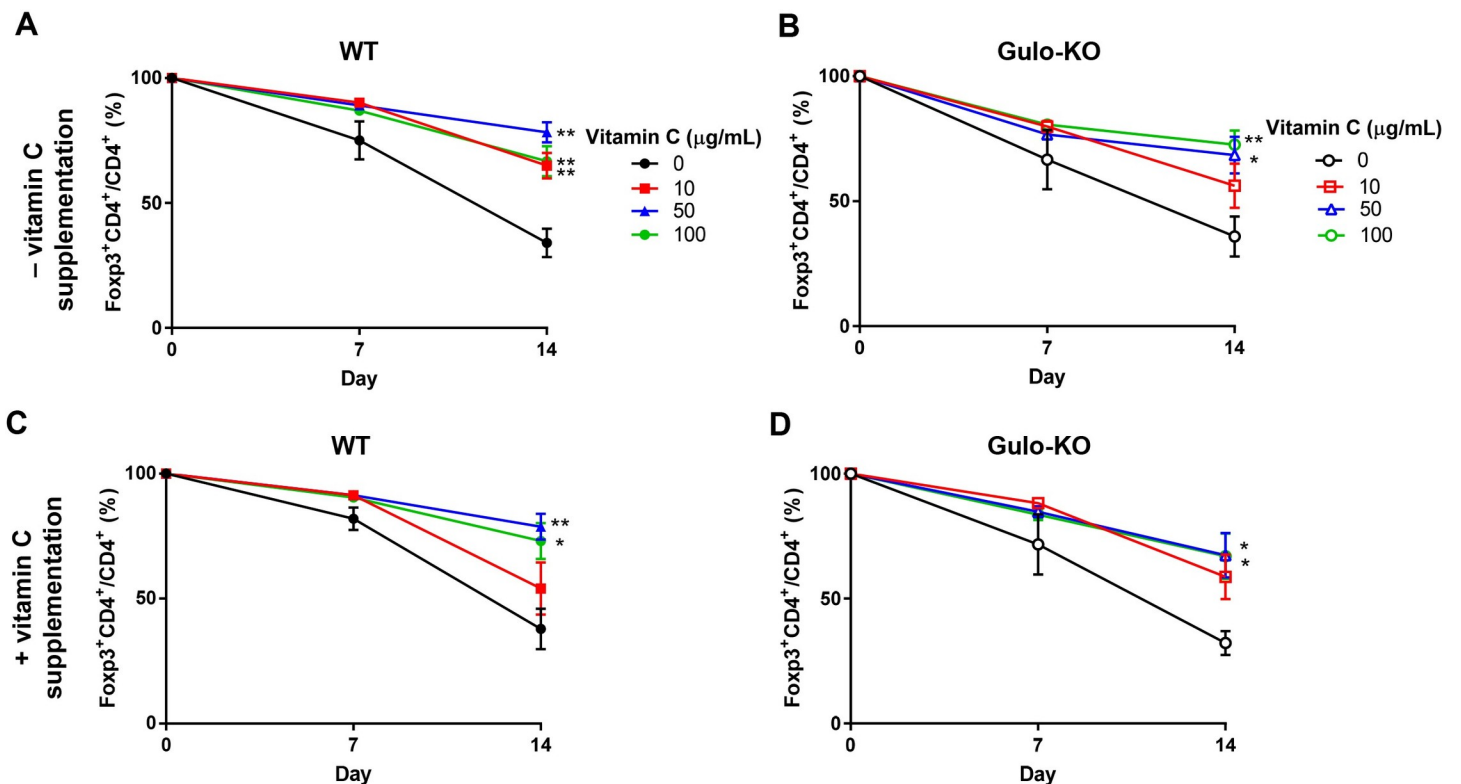 A
WT
– vitamin C
supplementation
Foxp3⁺CD4⁺/CD4⁺ (%)
100
50
0
0 7 14
Day
**
**
**
Vitamin C (μg/mL)
0
10
50
100
B
Gulo-KO
Foxp3⁺CD4⁺/CD4⁺ (%)
100
50
0
0 7 14
Day
**
*
Vitamin C (μg/mL)
0
10
50
100
C
WT
+ vitamin C
supplementation
Foxp3⁺CD4⁺/CD4⁺ (%)
100
50
0
0 7 14
Day
**
*
D
Gulo-KO
Foxp3⁺CD4⁺/CD4⁺ (%)
100
50
0
0 7 14
Day
*
*